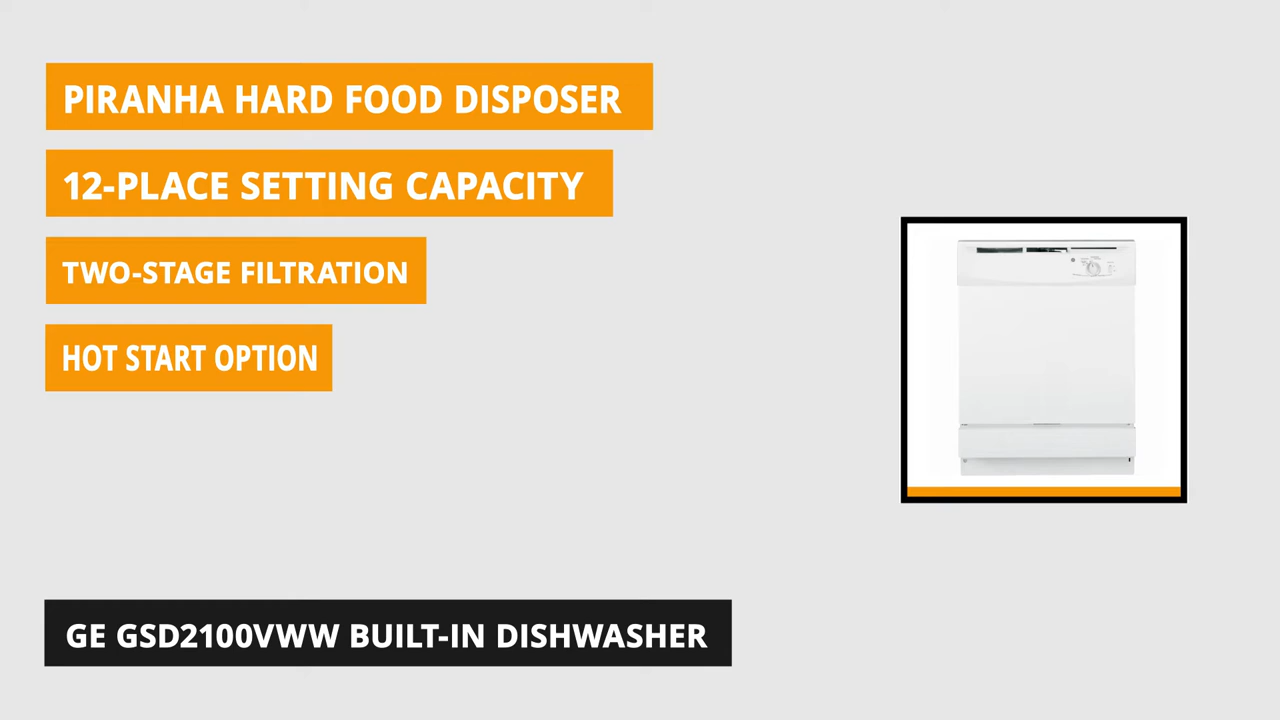 PIRANHA HARD FOOD DISPOSER
12-PLACE SETTING CAPACITY
TWO-STAGE FILTRATION
HOT START OPTION
GE GSD2100VWW BUILT-IN DISHWASHER